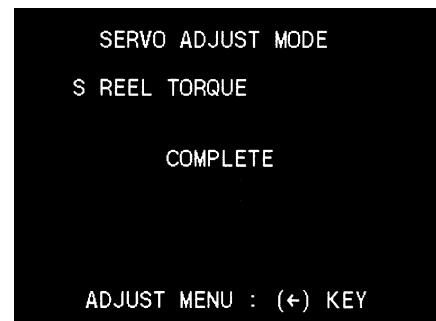 SERVO ADJUST MODE
S REEL TORQUE
COMPLETE
ADJUST MENU : (←) KEY